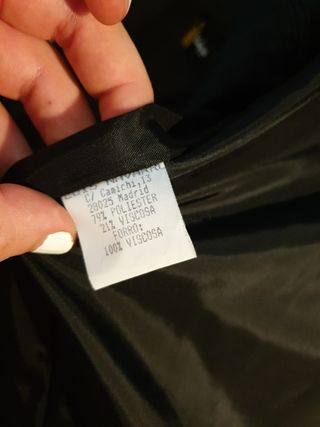 C/ Camichi,13
28025 Madrid
79% POLIESTER
21% VISCOSA
FORRO:
100% VISCOSA